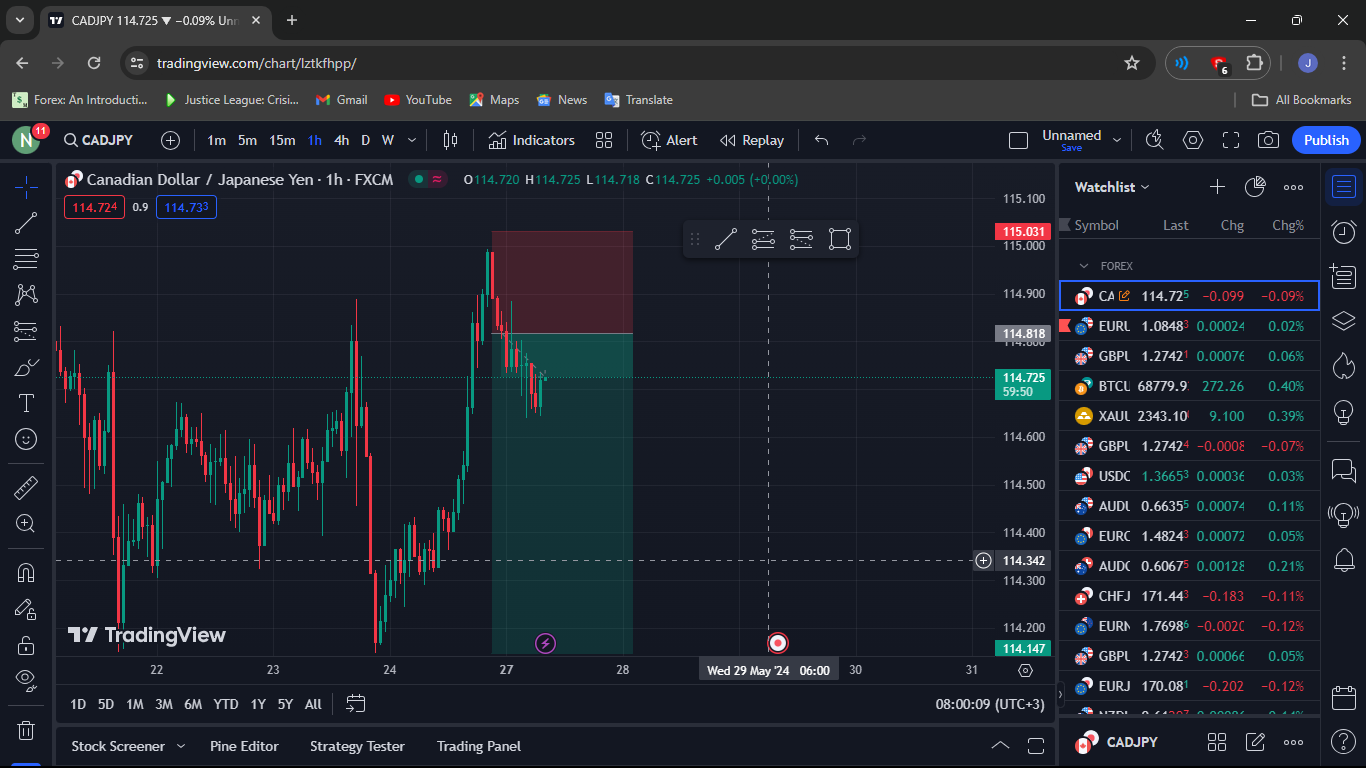 CADJPY 114.725 ▼ −0.09% Unn
tradingview.com/chart/lztkfhpp/
6
J
Forex: An Introducti...
Justice League: Crisi...
Gmail
YouTube
Maps
News
Translate
All Bookmarks
N 11
CADJPY
1m 5m 15m 1h 4h D W
Indicators
Alert
Replay
Unnamed
Save
Publish
Canadian Dollar / Japanese Yen · 1h · FXCM
O114.720 H114.725 L114.718 C114.725 +0.005 (+0.00%)
114.724 0.9 114.733
115.100
115.031
115.000
114.900
114.818
114.800
114.725
59:50
114.600
114.500
114.400
114.342
114.300
114.200
114.147
TradingView
22 23 24 27 28 Wed 29 May '24 06:00 30 31
1D 5D 1M 3M 6M YTD 1Y 5Y All
08:00:09 (UTC+3)
Stock Screener
Pine Editor
Strategy Tester
Trading Panel
Watchlist
Symbol Last Chg Chg%
FOREX
CA 114.725 −0.099 −0.09%
EURU 1.08483 0.00024 0.02%
GBPU 1.27421 0.00076 0.06%
BTCU 68779.9 272.26 0.40%
XAUU 2343.10 9.100 0.39%
GBPU 1.27424 −0.0008 −0.07%
USDC 1.36653 0.00036 0.03%
AUDU 0.66355 0.00074 0.11%
EURC 1.48243 0.00072 0.05%
AUDC 0.60675 0.00128 0.21%
CHFJ 171.443 −0.183 −0.11%
EURN 1.76986 −0.0020 −0.12%
GBPU 1.27423 0.00066 0.05%
EURJ 170.081 −0.202 −0.12%
CADJPY